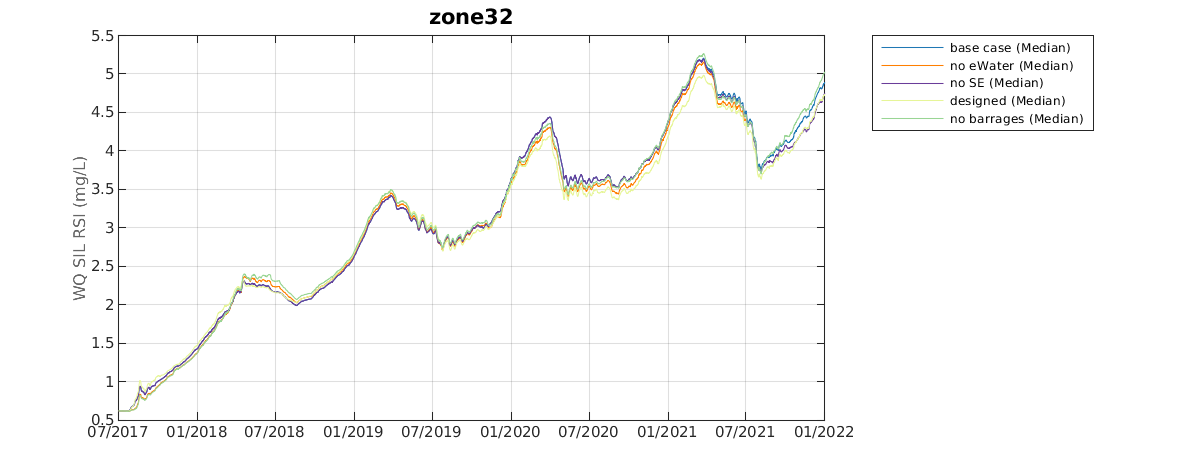 zone32
5.5
5
4.5
4
3.5
3
2.5
2
1.5
1
0.5
WQ SIL RSI (mg/L)
07/2017 01/2018 07/2018 01/2019 07/2019 01/2020 07/2020 01/2021 07/2021 01/2022
base case (Median)
no eWater (Median)
no SE (Median)
designed (Median)
no barrages (Median)